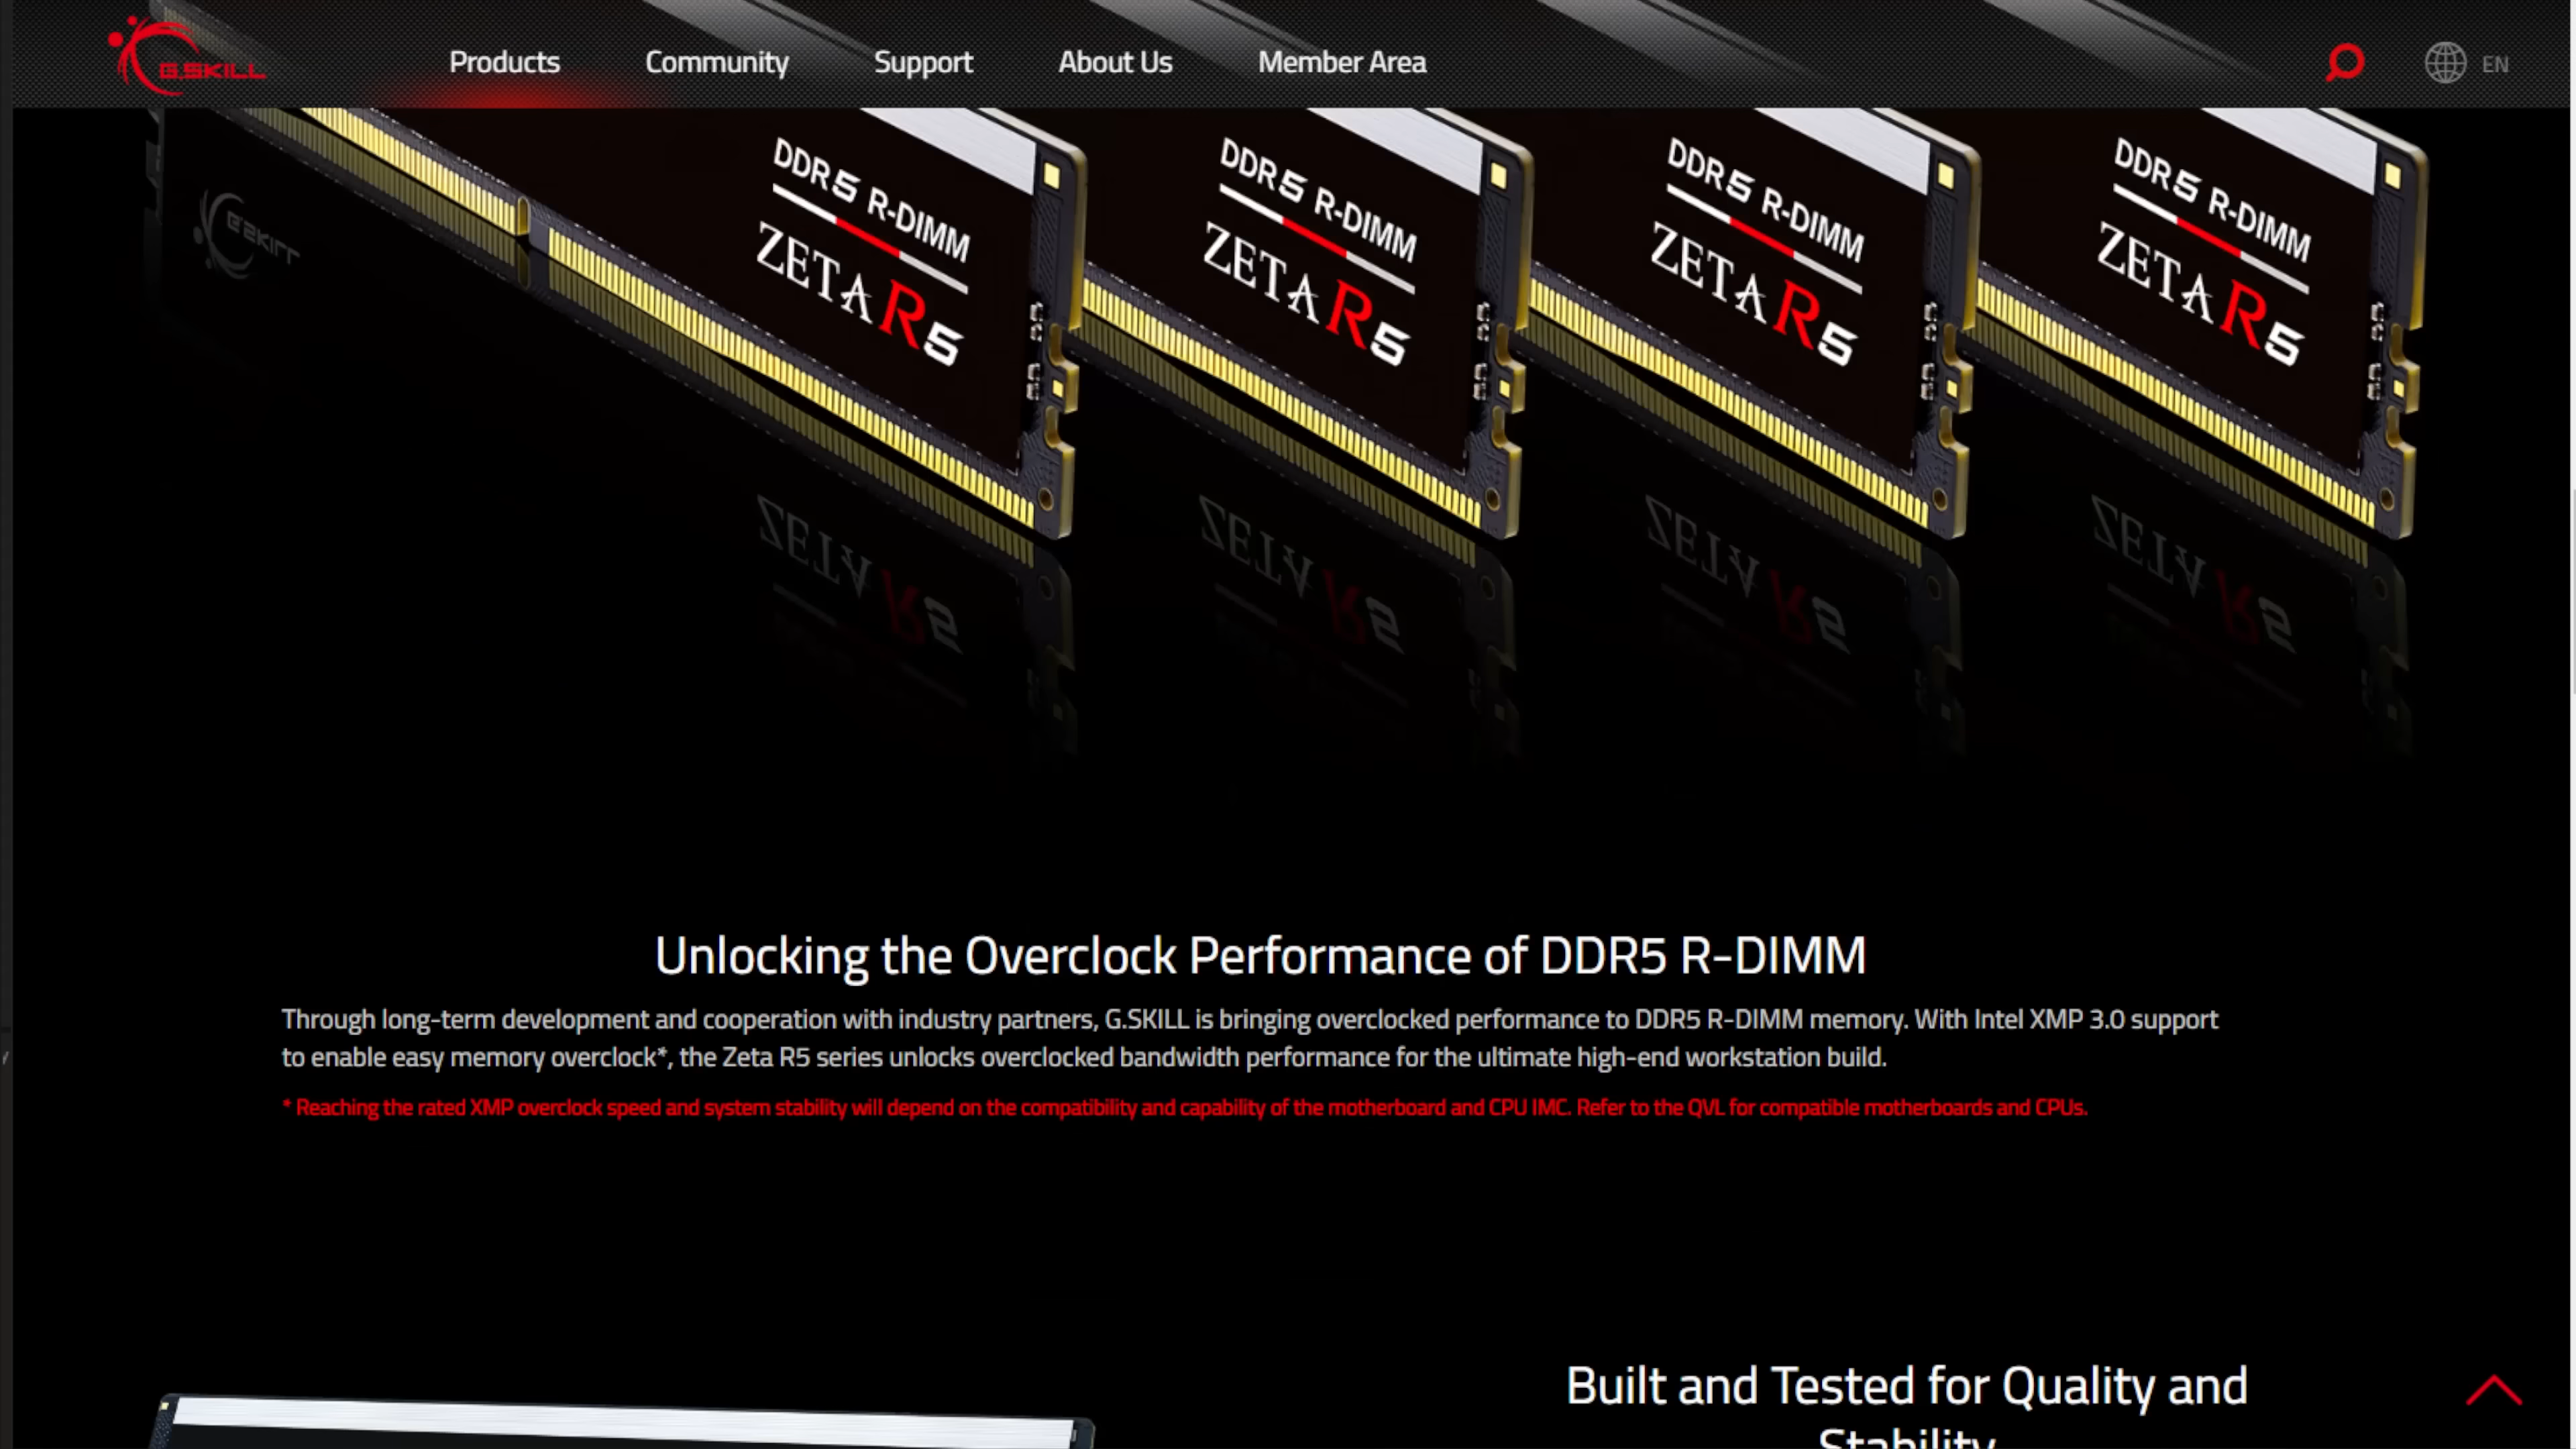 G.SKILL
Products Community Support About Us Member Area EN
DDR5 R-DIMM
ZETA R5
DDR5 R-DIMM
ZETA R5
DDR5 R-DIMM
ZETA R5
DDR5 R-DIMM
ZETA R5
Unlocking the Overclock Performance of DDR5 R-DIMM
Through long-term development and cooperation with industry partners, G.SKILL is bringing overclocked performance to DDR5 R-DIMM memory. With Intel XMP 3.0 support
to enable easy memory overclock*, the Zeta R5 series unlocks overclocked bandwidth performance for the ultimate high-end workstation build.
* Reaching the rated XMP overclock speed and system stability will depend on the compatibility and capability of the motherboard and CPU IMC. Refer to the QVL for compatible motherboards and CPUs.
Built and Tested for Quality and
Stability